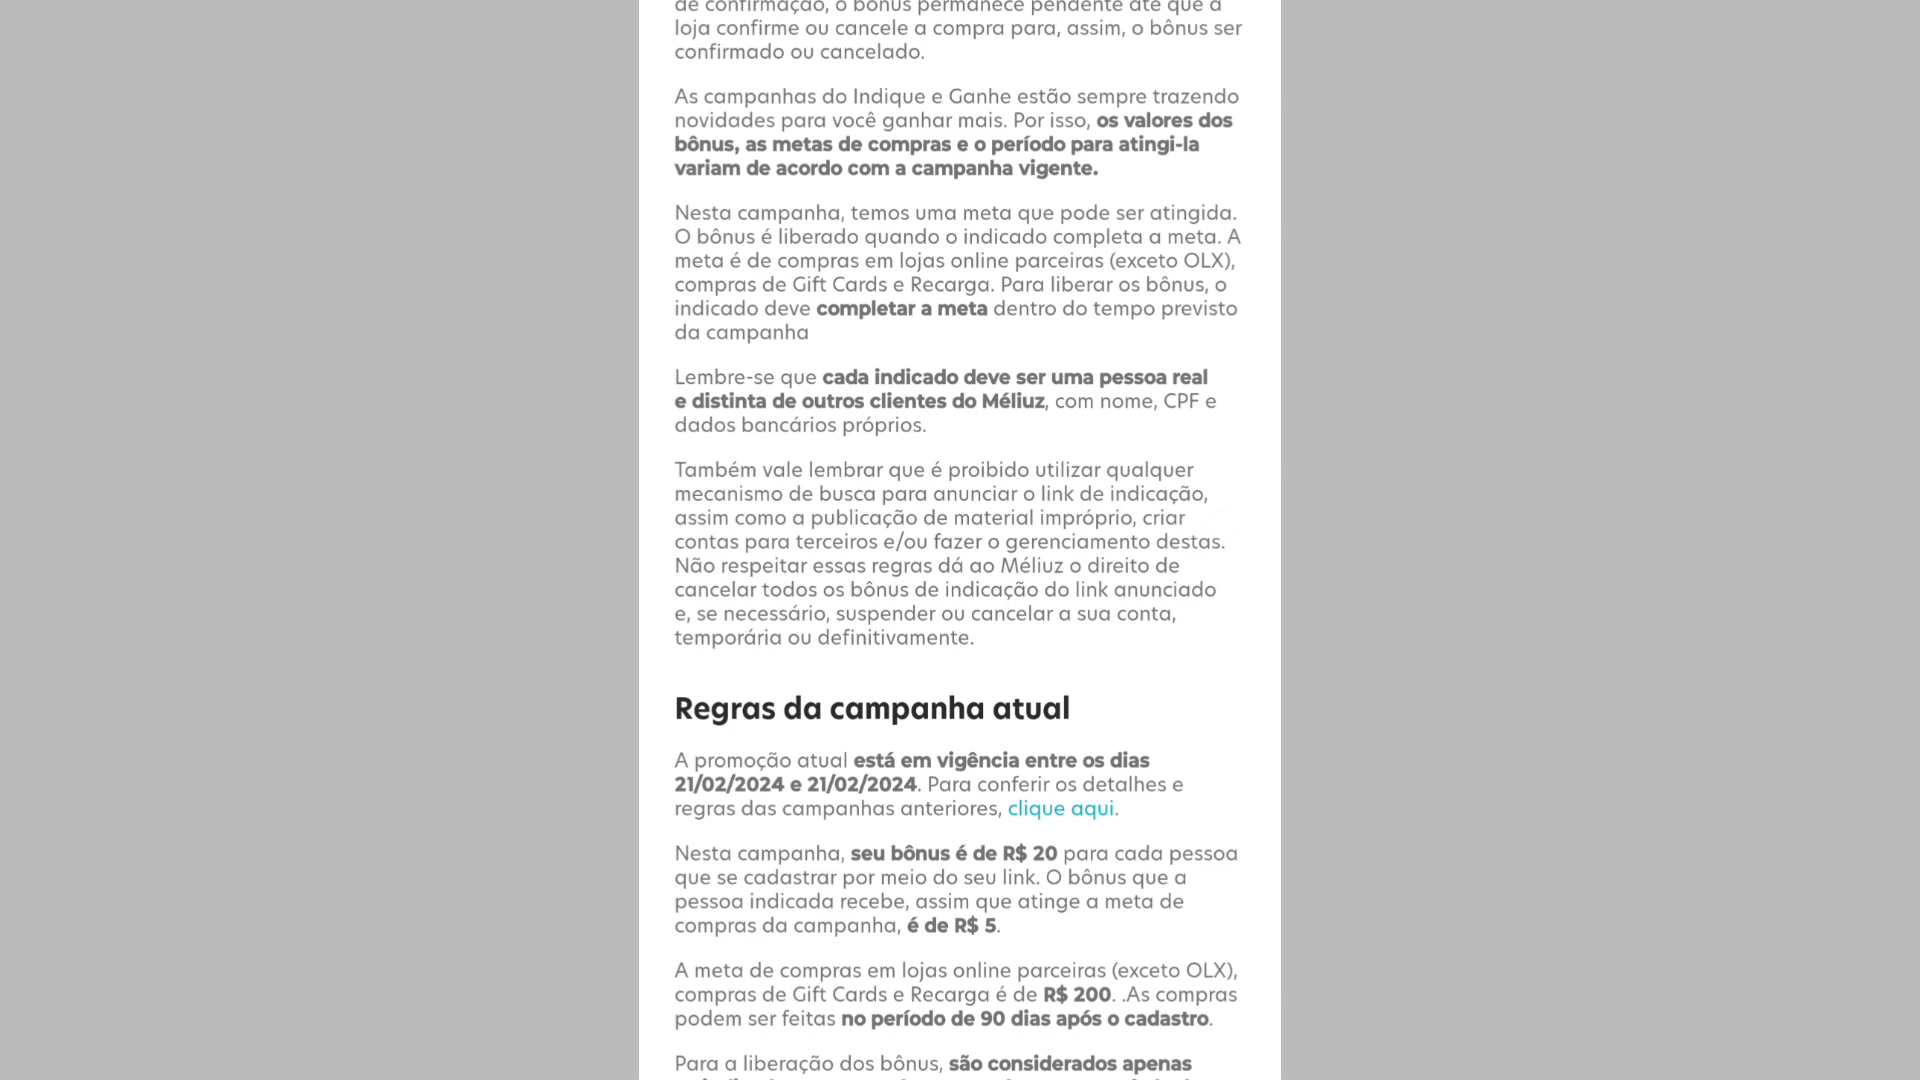 de confirmação, o bônus permanece pendente até que a
loja confirme ou cancele a compra para, assim, o bônus ser
confirmado ou cancelado.
As campanhas do Indique e Ganhe estão sempre trazendo
novidades para você ganhar mais. Por isso, os valores dos
bônus, as metas de compras e o período para atingi-la
variam de acordo com a campanha vigente.
Nesta campanha, temos uma meta que pode ser atingida.
O bônus é liberado quando o indicado completa a meta. A
meta é de compras em lojas online parceiras (exceto OLX),
compras de Gift Cards e Recarga. Para liberar os bônus, o
indicado deve completar a meta dentro do tempo previsto
da campanha
Lembre-se que cada indicado deve ser uma pessoa real
e distinta de outros clientes do Méliuz, com nome, CPF e
dados bancários próprios.
Também vale lembrar que é proibido utilizar qualquer
mecanismo de busca para anunciar o link de indicação,
assim como a publicação de material impróprio, criar
contas para terceiros e/ou fazer o gerenciamento destas.
Não respeitar essas regras dá ao Méliuz o direito de
cancelar todos os bônus de indicação do link anunciado
e, se necessário, suspender ou cancelar a sua conta,
temporária ou definitivamente.
Regras da campanha atual
A promoção atual está em vigência entre os dias
21/02/2024 e 21/02/2024. Para conferir os detalhes e
regras das campanhas anteriores, clique aqui.
Nesta campanha, seu bônus é de R$ 20 para cada pessoa
que se cadastrar por meio do seu link. O bônus que a
pessoa indicada recebe, assim que atinge a meta de
compras da campanha, é de R$ 5.
A meta de compras em lojas online parceiras (exceto OLX),
compras de Gift Cards e Recarga é de R$ 200. .As compras
podem ser feitas no período de 90 dias após o cadastro.
Para a liberação dos bônus, são considerados apenas